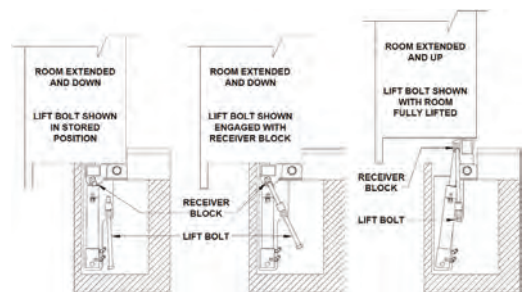 ROOM EXTENDED
AND DOWN
LIFT BOLT SHOWN
IN STORED
POSITION
ROOM EXTENDED
AND DOWN
LIFT BOLT SHOWN
ENGAGED WITH
RECEIVER BLOCK
ROOM EXTENDED
AND UP
LIFT BOLT SHOWN
WITH ROOM
FULLY LIFTED
RECEIVER
BLOCK
LIFT BOLT
RECEIVER
BLOCK
LIFT BOLT